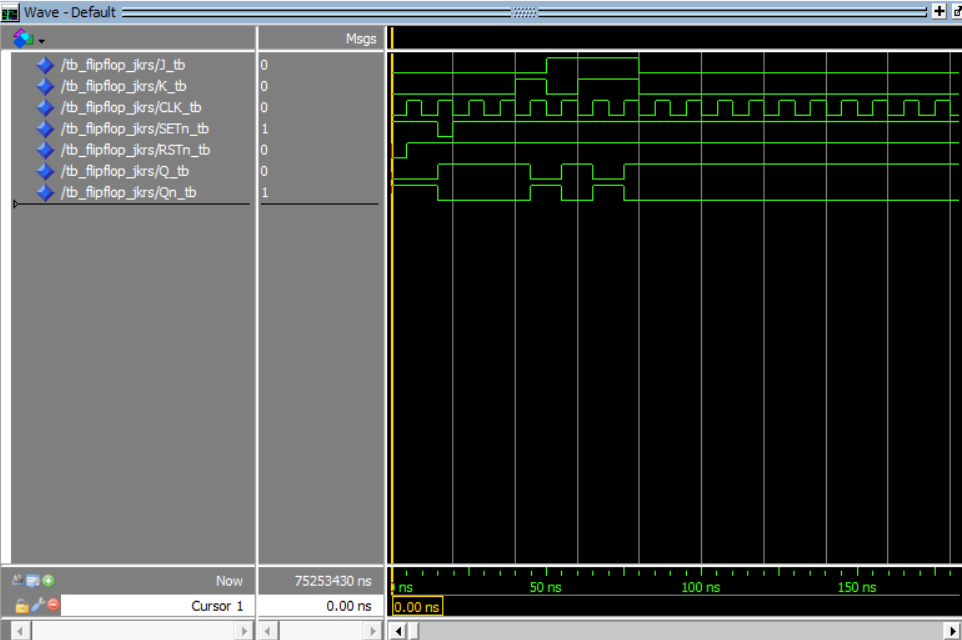 Wave - Default
Msgs
/tb_flipflop_jkrs/J_tb 0
/tb_flipflop_jkrs/K_tb 0
/tb_flipflop_jkrs/CLK_tb 0
/tb_flipflop_jkrs/SETn_tb 1
/tb_flipflop_jkrs/RSTn_tb 0
/tb_flipflop_jkrs/Q_tb 0
/tb_flipflop_jkrs/Qn_tb 1
Now 75253430 ns ns 50 ns 100 ns 150 ns
Cursor 1 0.00 ns 0.00 ns